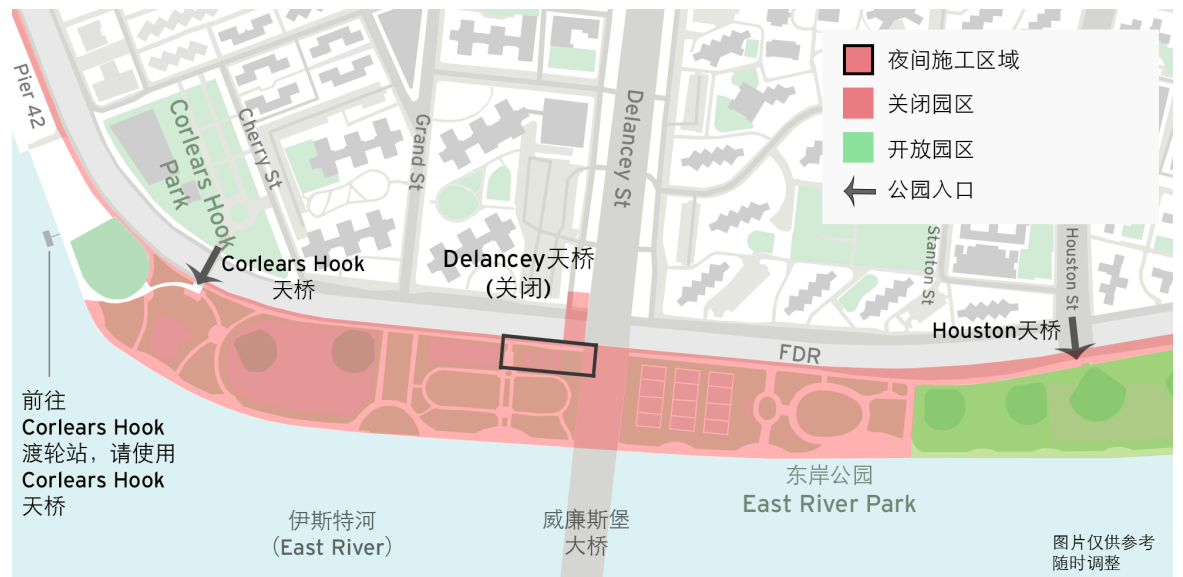 夜间施工区域
关闭园区
开放园区
公园入口
Pier 42
Corlears Hook
Park
Cherry St
Grand St
Delancey St
Stanton St
Houston St
Corlears Hook
天桥
Delancey天桥
(关闭)
Houston天桥
FDR
前往
Corlears Hook
渡轮站，请使用
Corlears Hook
天桥
东岸公园
East River Park
伊斯特河
（East River）
威廉斯堡
大桥
图片仅供参考
随时调整